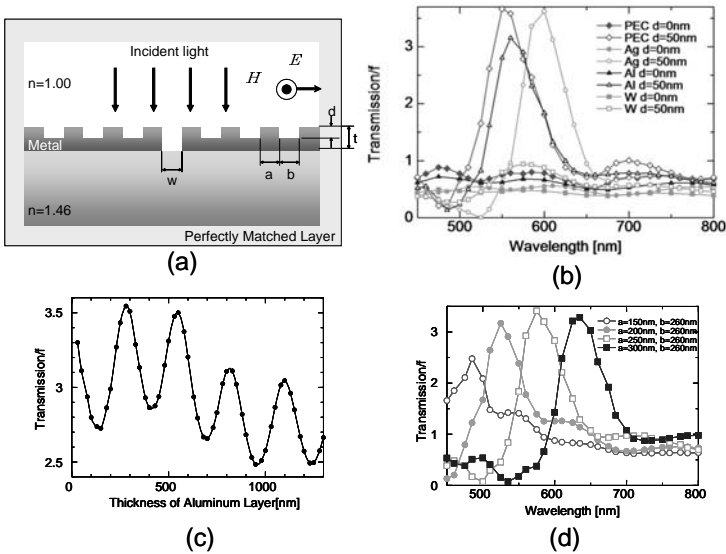 Incident light
E
H
n=1.00
d
t
Metal
w
a
b
n=1.46
Perfectly Matched Layer
(a)
PEC d=0nm
PEC d=50nm
Ag d=0nm
Ag d=50nm
Al d=0nm
Al d=50nm
W d=0nm
W d=50nm
Transmission/f
3
2
1
0
500
600
700
800
Wavelength [nm]
(b)
3.5
3
2.5
Transmission/f
0
500
1000
Thickness of Aluminum Layer[nm]
(c)
a=150nm, b=260nm
a=200nm, b=260nm
a=250nm, b=260nm
a=300nm, b=260nm
Transmission/f
3
2
1
0
500
600
700
800
Wavelength [nm]
(d)